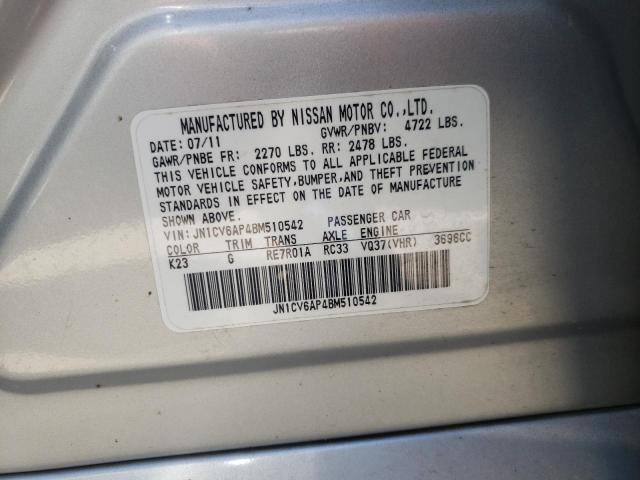 MANUFACTURED BY NISSAN MOTOR CO.,LTD.
DATE: 07/11 GVWR/PNBV: 4722 LBS.
GAWR/PNBE FR: 2270 LBS. RR: 2478 LBS.
THIS VEHICLE CONFORMS TO ALL APPLICABLE FEDERAL
MOTOR VEHICLE SAFETY,BUMPER,AND THEFT PREVENTION
STANDARDS IN EFFECT ON THE DATE OF MANUFACTURE
SHOWN ABOVE.
VIN: JN1CV6AP4BM510542 PASSENGER CAR
COLOR TRIM TRANS AXLE ENGINE
K23 G RE7R01A RC33 VQ37(VHR) 3696CC
JN1CV6AP4BM510542